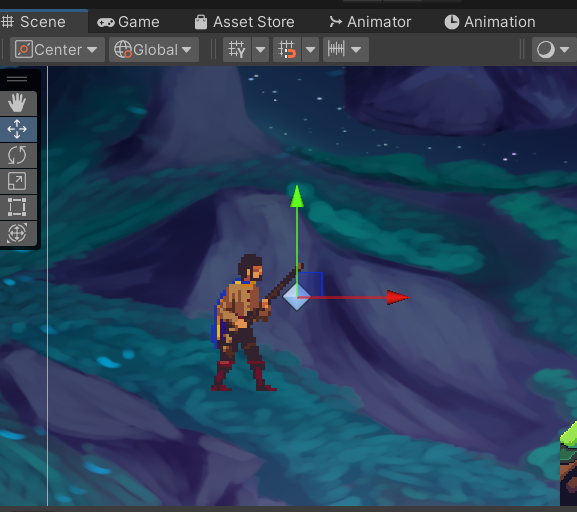 Scene Game Asset Store Animator Animation
Center Global